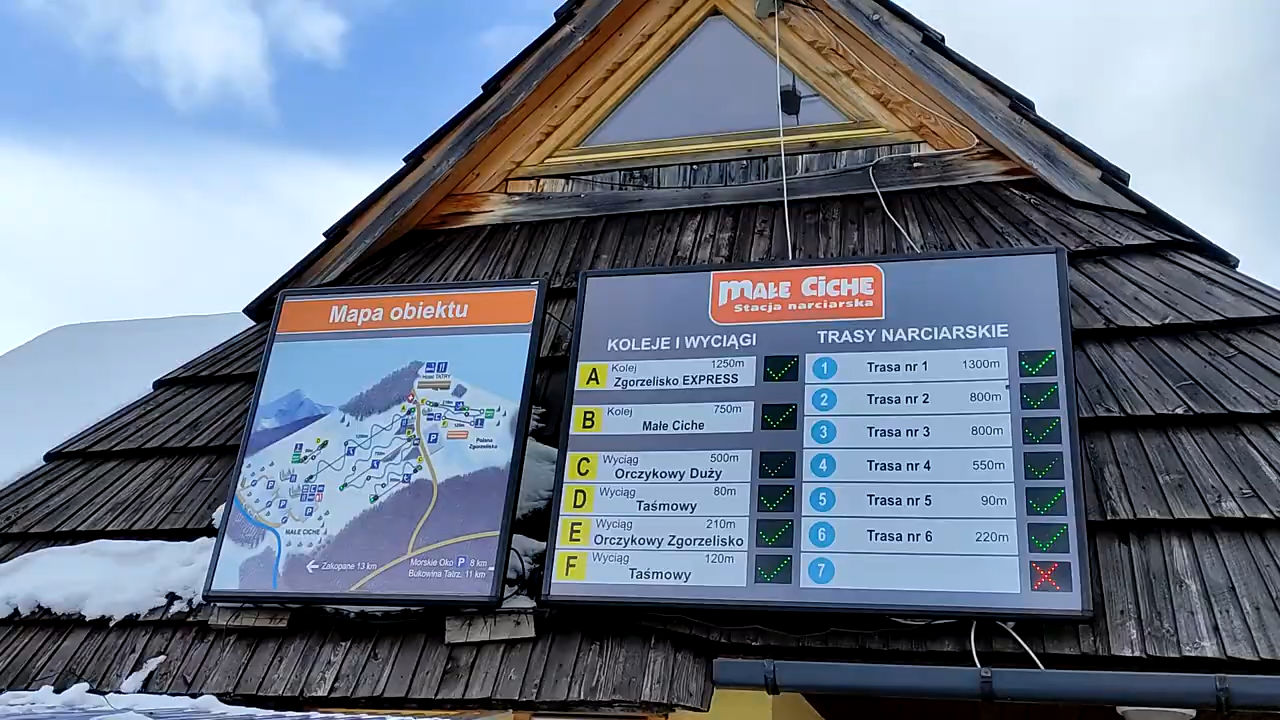 Mapa obiektu
Hotel TATRY
Polana
Zgorzelisko
MAŁE CICHE
Zakopane 13 km
Morskie Oko P 8 km
Bukowina Tatrz. 11 km
MAŁE CICHE
Stacja narciarska
KOLEJE I WYCIĄGI
A Kolej 1250m
Zgorzelisko EXPRESS
B Kolej 750m
Małe Ciche
C Wyciąg 500m
Orczykowy Duży
D Wyciąg 80m
Taśmowy
E Wyciąg 210m
Orczykowy Zgorzelisko
F Wyciąg 120m
Taśmowy
TRASY NARCIARSKIE
1 Trasa nr 1 1300m
2 Trasa nr 2 800m
3 Trasa nr 3 800m
4 Trasa nr 4 550m
5 Trasa nr 5 90m
6 Trasa nr 6 220m
7